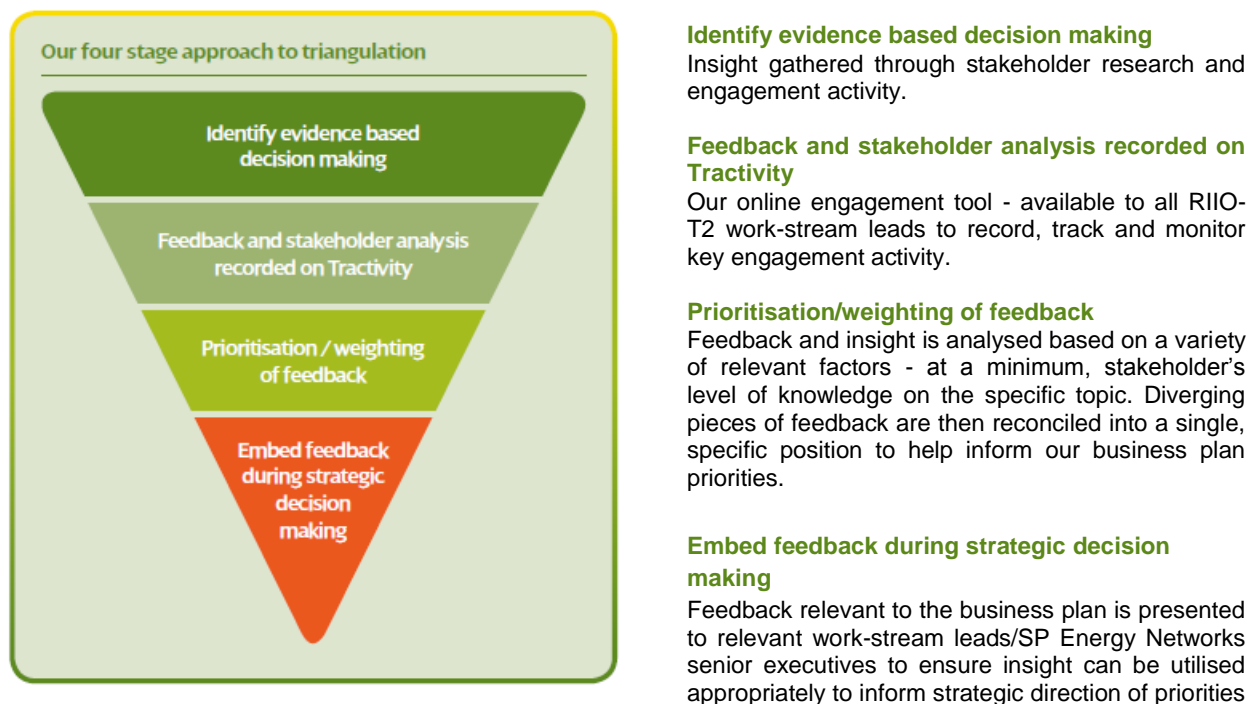 Our four stage approach to triangulation
Identify evidence based
decision making
Feedback and stakeholder analysis
recorded on Tractivity
Prioritisation / weighting
of feedback
Embed feedback
during strategic
decision
making
Identify evidence based decision making
Insight gathered through stakeholder research and
engagement activity.
Feedback and stakeholder analysis recorded on
Tractivity
Our online engagement tool - available to all RIIO-
T2 work-stream leads to record, track and monitor
key engagement activity.
Prioritisation/weighting of feedback
Feedback and insight is analysed based on a variety
of relevant factors - at a minimum, stakeholder's
level of knowledge on the specific topic. Diverging
pieces of feedback are then reconciled into a single,
specific position to help inform our business plan
priorities.
Embed feedback during strategic decision
making
Feedback relevant to the business plan is presented
to relevant work-stream leads/SP Energy Networks
senior executives to ensure insight can be utilised
appropriately to inform strategic direction of priorities